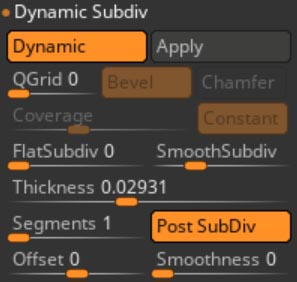 Dynamic Subdiv
Dynamic Apply
QGrid 0 Bevel Chamfer
Coverage Constant
FlatSubdiv 0 SmoothSubdiv
Thickness 0.02931
Segments 1 Post SubDiv
Offset 0 Smoothness 0